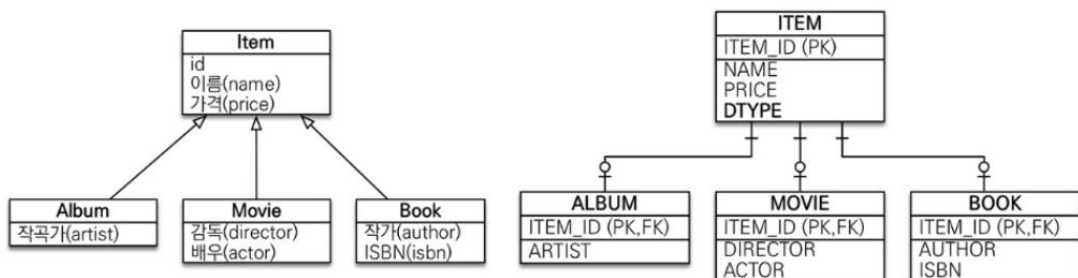 Item
id
이름(name)
가격(price)
Album
작곡가(artist)
Movie
감독(director)
배우(actor)
Book
작가(author)
ISBN(isbn)
ITEM
ITEM_ID (PK)
NAME
PRICE
DTYPE
ALBUM
ITEM_ID (PK,FK)
ARTIST
MOVIE
ITEM_ID (PK,FK)
DIRECTOR
ACTOR
BOOK
ITEM_ID (PK,FK)
AUTHOR
ISBN